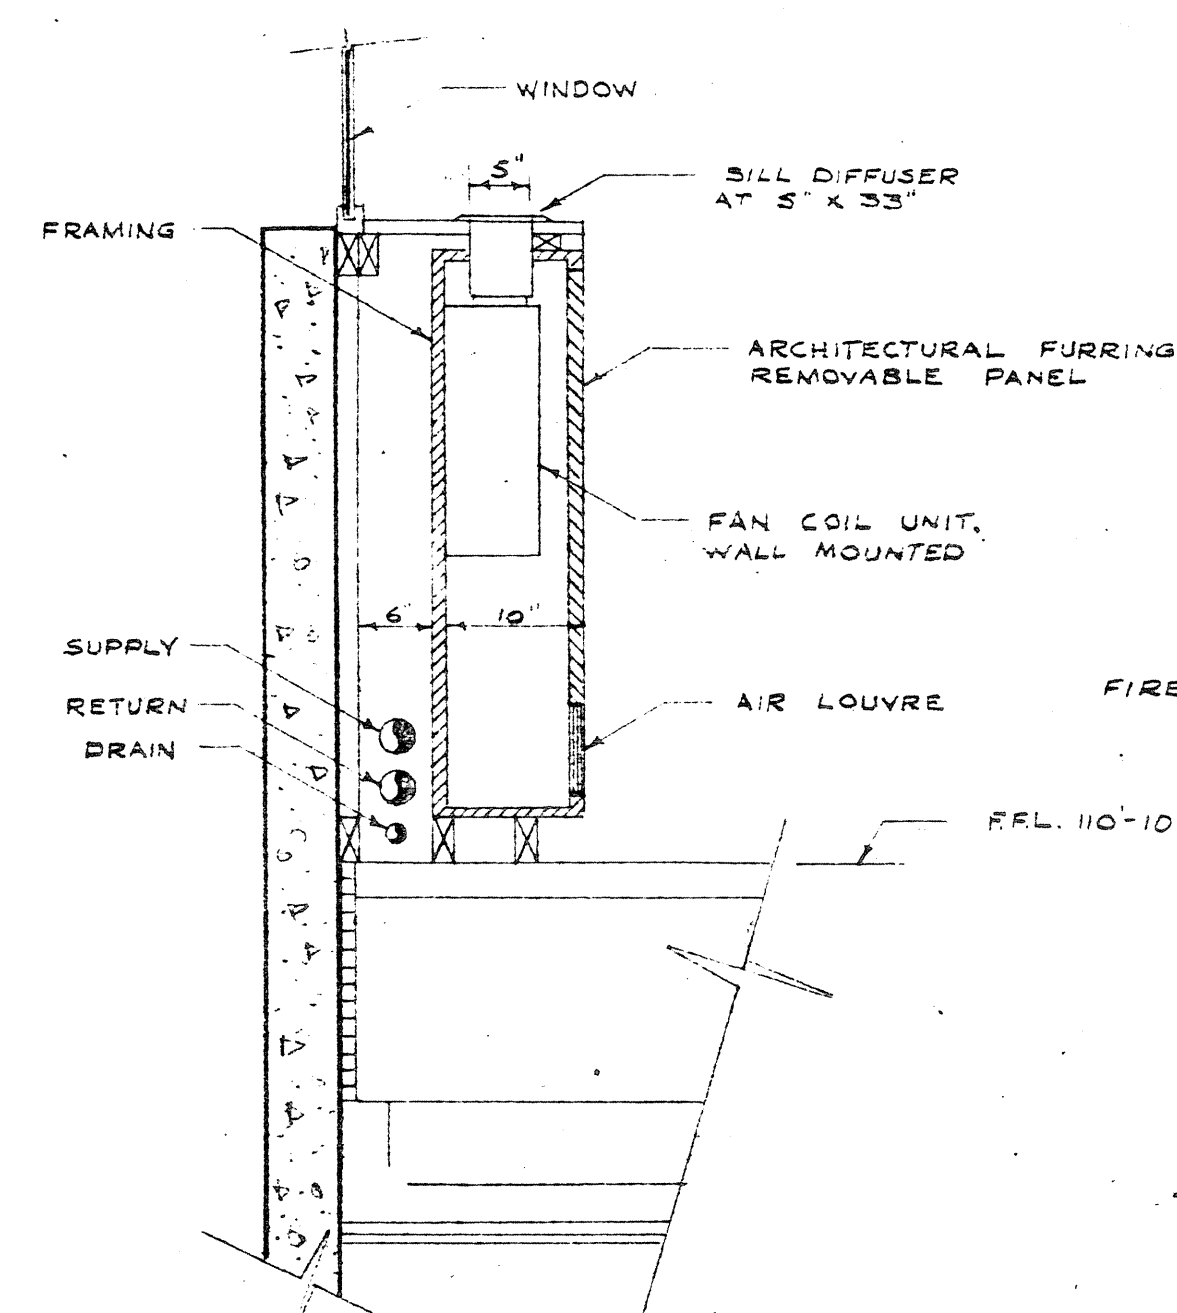 WINDOW
5"
SILL DIFFUSER
AT 5" X 33"
FRAMING
ARCHITECTURAL FURRING
REMOVABLE PANEL
FAN COIL UNIT,
WALL MOUNTED
6"
10"
SUPPLY
RETURN
DRAIN
AIR LOUVRE
FIRE
F.F.L. 110'-10